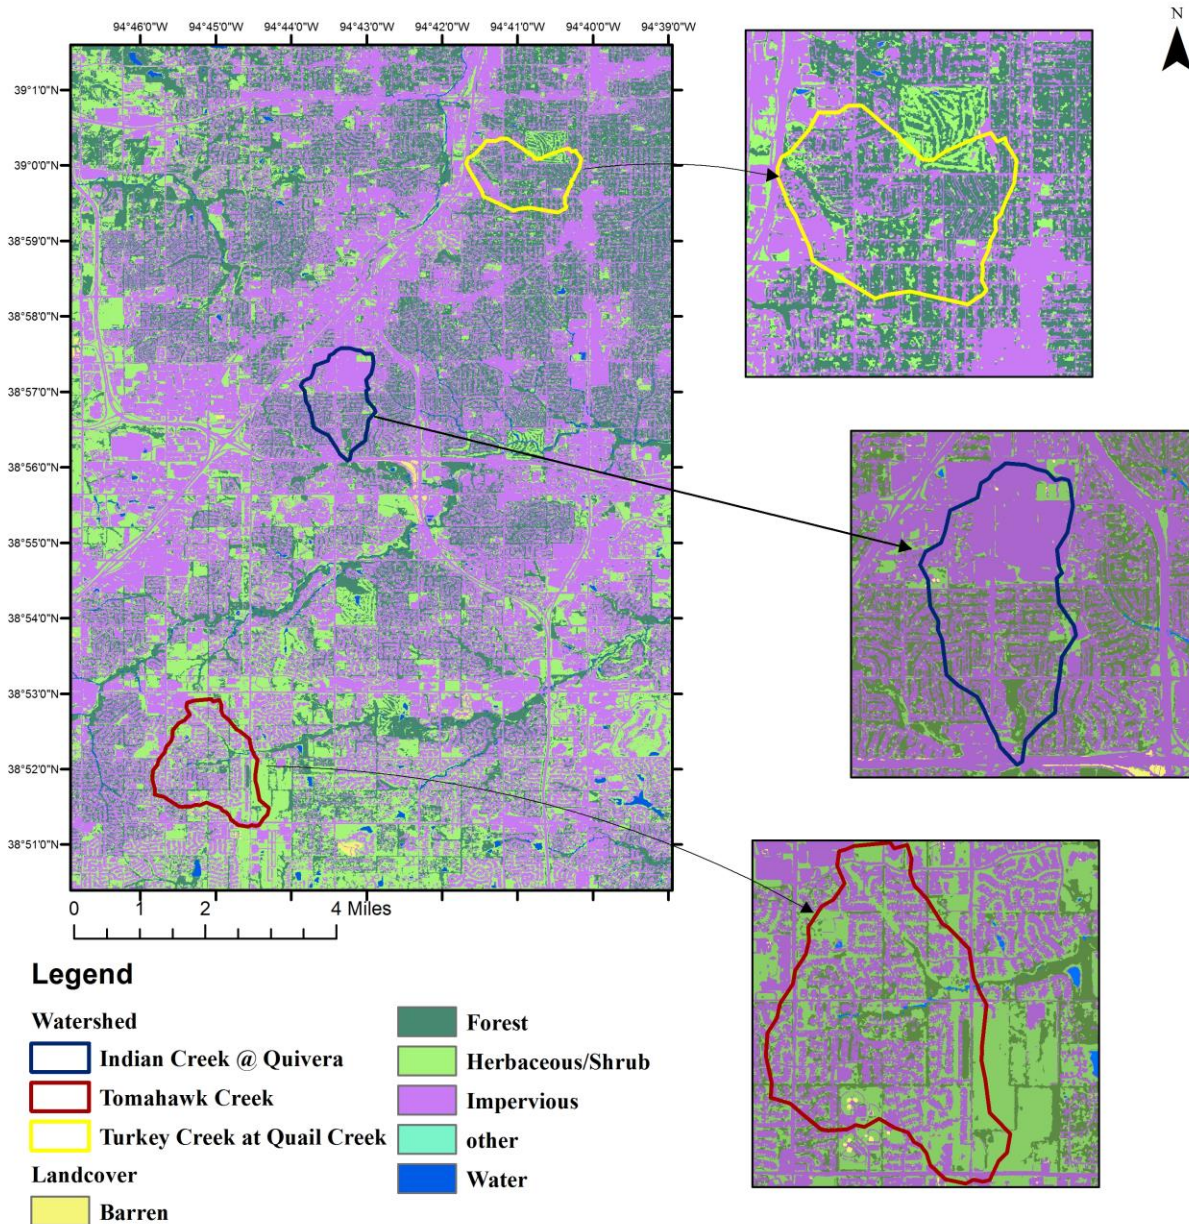 N
94°46'0"W 94°45'0"W 94°44'0"W 94°43'0"W 94°42'0"W 94°41'0"W 94°40'0"W 94°39'0"W
39°1'0"N
39°0'0"N
38°59'0"N
38°58'0"N
38°57'0"N
38°56'0"N
38°55'0"N
38°54'0"N
38°53'0"N
38°52'0"N
38°51'0"N
0 1 2 4 Miles
Legend
Watershed
Indian Creek @ Quivera
Tomahawk Creek
Turkey Creek at Quail Creek
Landcover
Barren
Forest
Herbaceous/Shrub
Impervious
other
Water